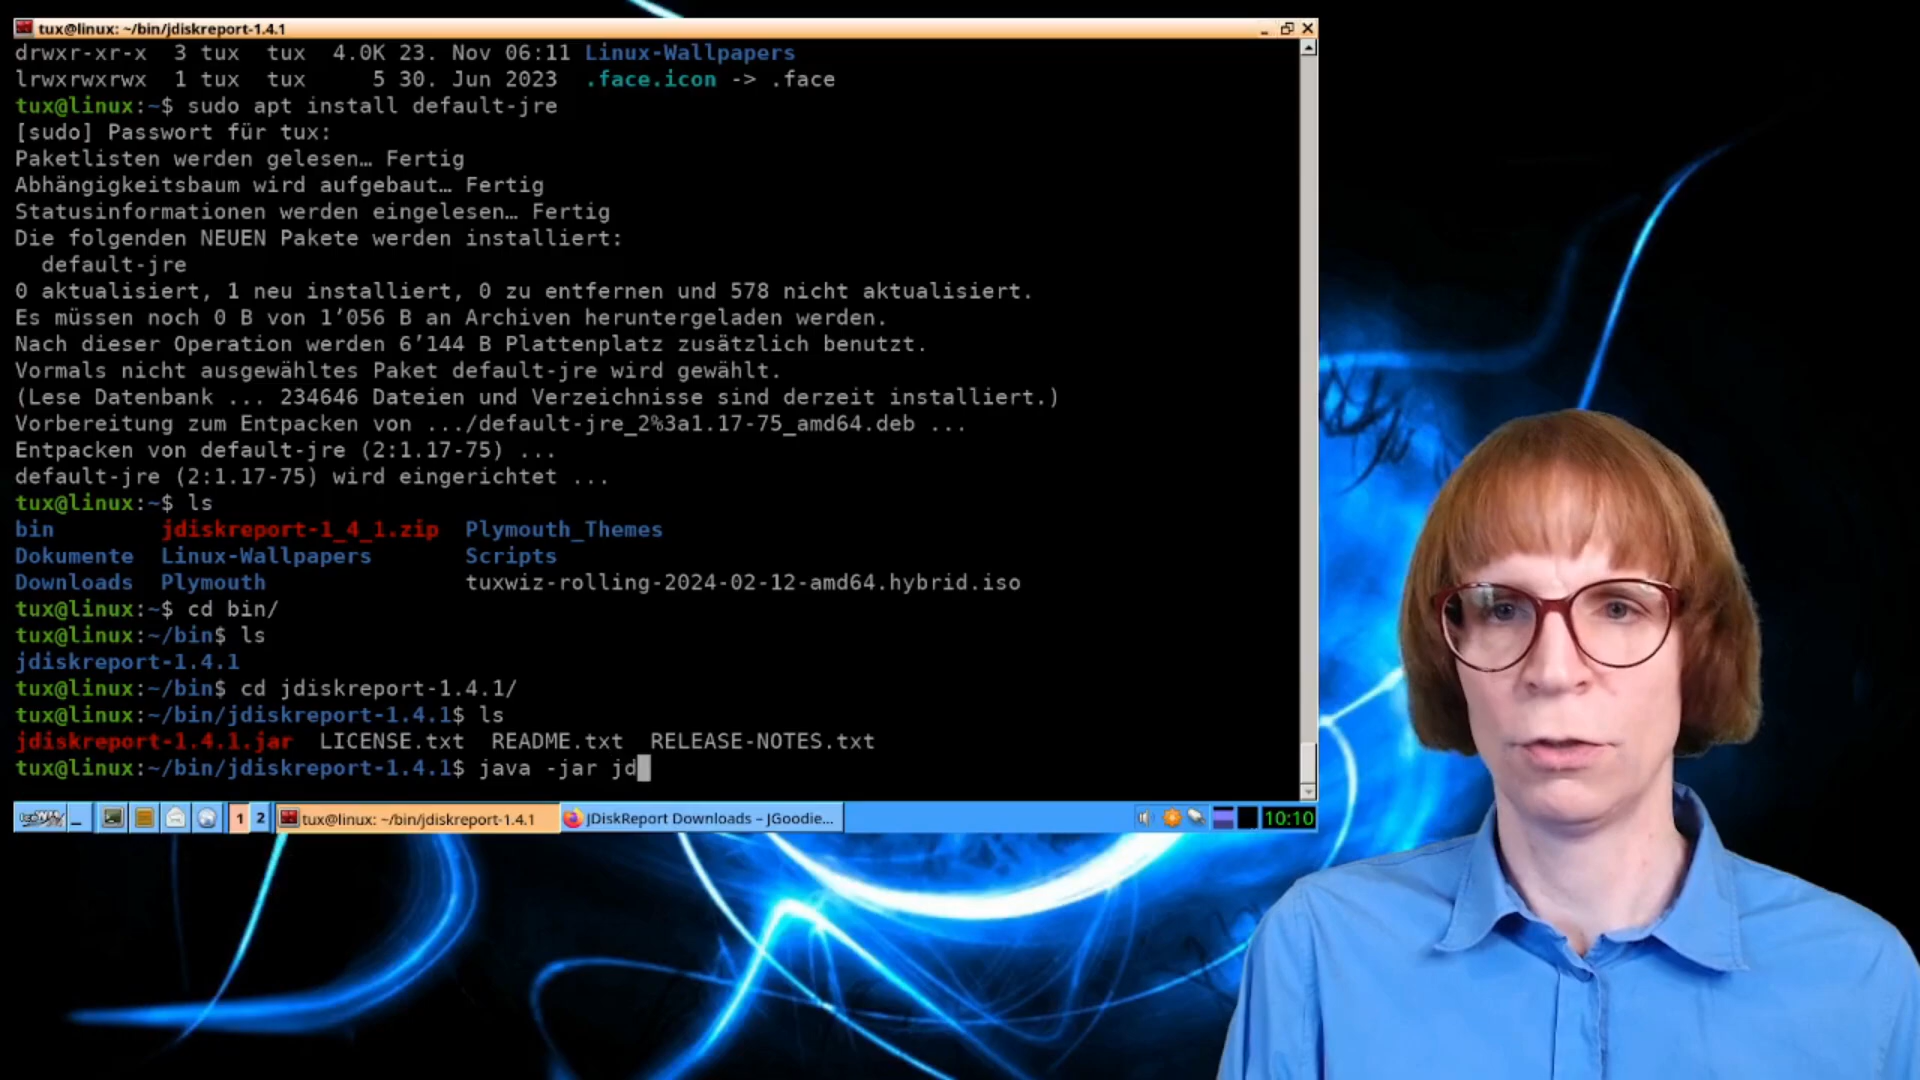 tux@linux: ~/bin/jdiskreport-1.4.1
drwxr-xr-x 3 tux tux 4.0K 23. Nov 06:11 Linux-Wallpapers
lrwxrwxrwx 1 tux tux 5 30. Jun 2023 .face.icon -> .face
tux@linux:~$ sudo apt install default-jre
[sudo] Passwort für tux:
Paketlisten werden gelesen… Fertig
Abhängigkeitsbaum wird aufgebaut… Fertig
Statusinformationen werden eingelesen… Fertig
Die folgenden NEUEN Pakete werden installiert:
default-jre
0 aktualisiert, 1 neu installiert, 0 zu entfernen und 578 nicht aktualisiert.
Es müssen noch 0 B von 1’056 B an Archiven heruntergeladen werden.
Nach dieser Operation werden 6’144 B Plattenplatz zusätzlich benutzt.
Vormals nicht ausgewähltes Paket default-jre wird gewählt.
(Lese Datenbank ... 234646 Dateien und Verzeichnisse sind derzeit installiert.)
Vorbereitung zum Entpacken von .../default-jre_2%3a1.17-75_amd64.deb ...
Entpacken von default-jre (2:1.17-75) ...
default-jre (2:1.17-75) wird eingerichtet ...
tux@linux:~$ ls
bin jdiskreport-1_4_1.zip Plymouth_Themes
Dokumente Linux-Wallpapers Scripts
Downloads Plymouth tuxwiz-rolling-2024-02-12-amd64.hybrid.iso
tux@linux:~$ cd bin/
tux@linux:~/bin$ ls
jdiskreport-1.4.1
tux@linux:~/bin$ cd jdiskreport-1.4.1/
tux@linux:~/bin/jdiskreport-1.4.1$ ls
jdiskreport-1.4.1.jar LICENSE.txt README.txt RELEASE-NOTES.txt
tux@linux:~/bin/jdiskreport-1.4.1$ java -jar jd
1 2 tux@linux: ~/bin/jdiskreport-1.4.1 JDiskReport Downloads – JGoodie... 10:10